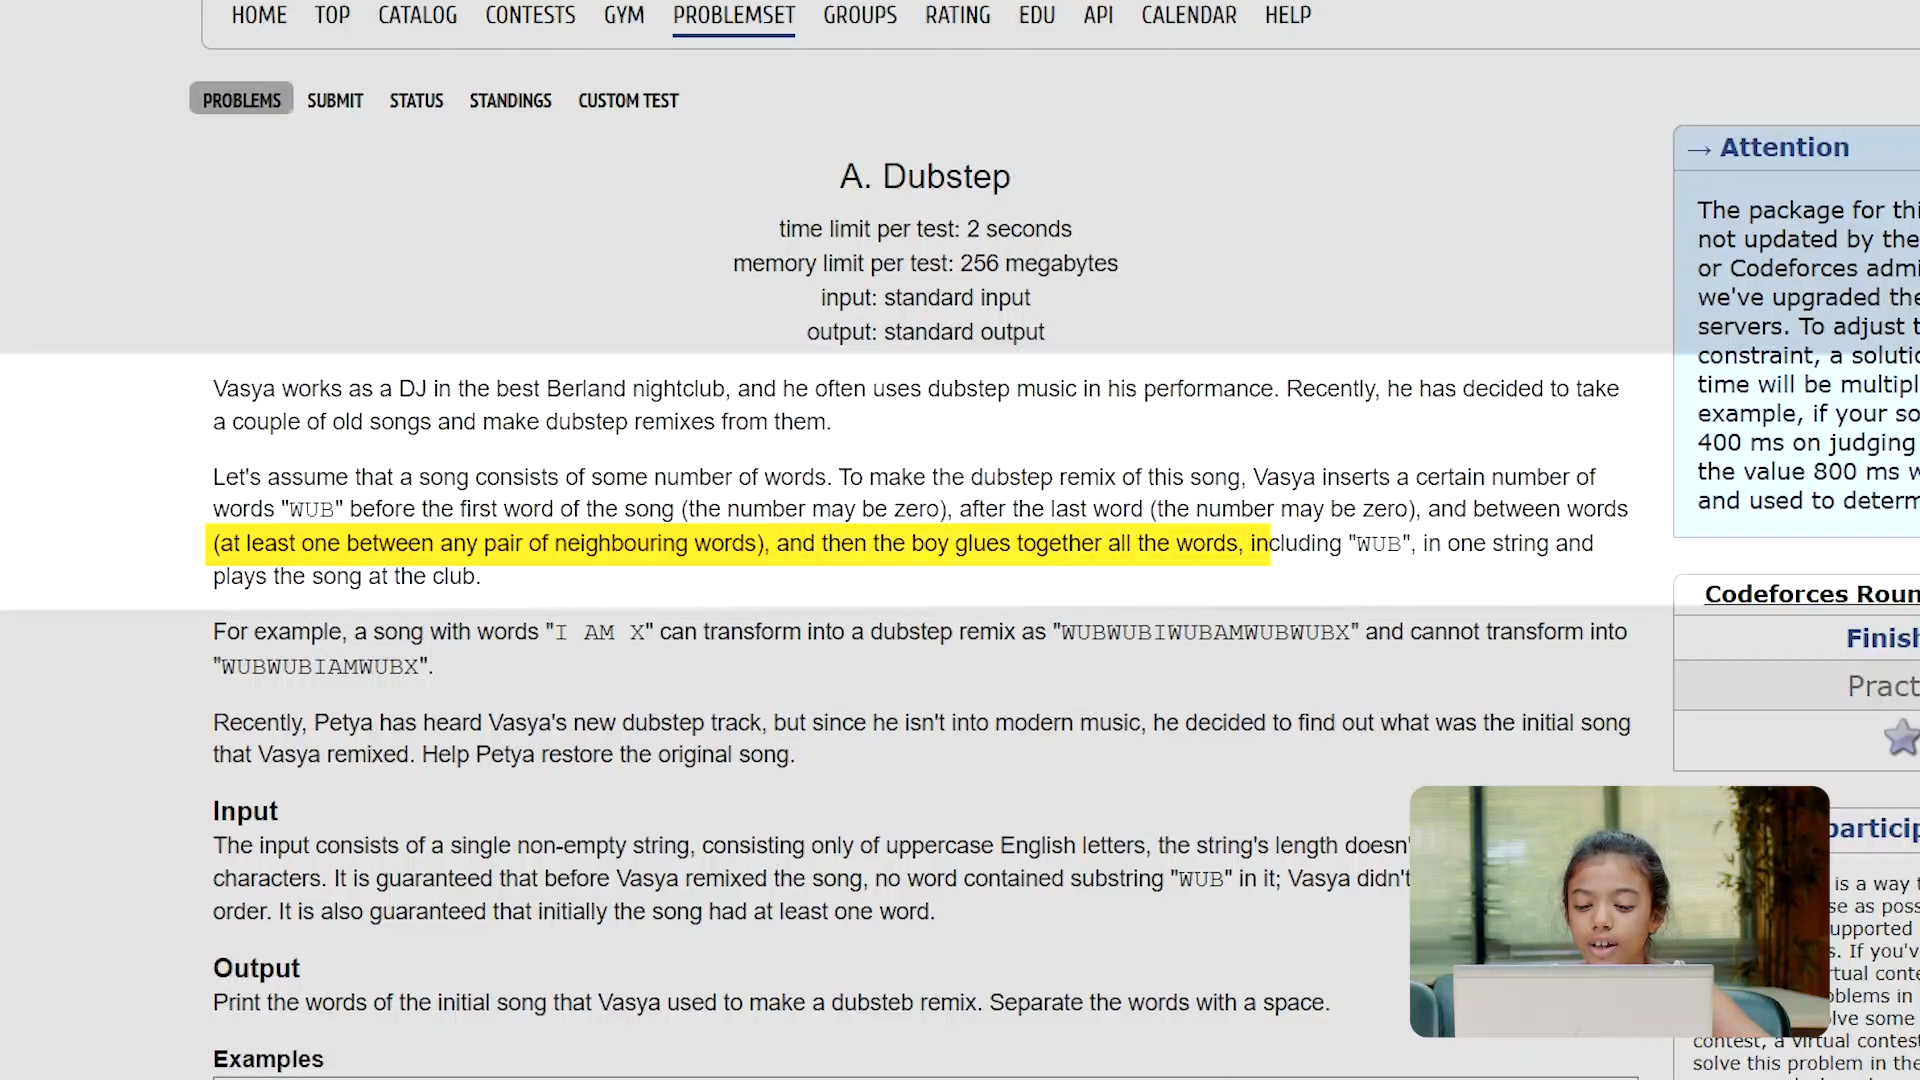 HOME TOP CATALOG CONTESTS GYM PROBLEMSET GROUPS RATING EDU API CALENDAR HELP
PROBLEMS SUBMIT STATUS STANDINGS CUSTOM TEST
A. Dubstep
time limit per test: 2 seconds
memory limit per test: 256 megabytes
input: standard input
output: standard output
Vasya works as a DJ in the best Berland nightclub, and he often uses dubstep music in his performance. Recently, he has decided to take
a couple of old songs and make dubstep remixes from them.
Let's assume that a song consists of some number of words. To make the dubstep remix of this song, Vasya inserts a certain number of
words "WUB" before the first word of the song (the number may be zero), after the last word (the number may be zero), and between words
(at least one between any pair of neighbouring words), and then the boy glues together all the words, including "WUB", in one string and
plays the song at the club.
For example, a song with words "I AM X" can transform into a dubstep remix as "WUBWUBIWUBAMWUBWUBX" and cannot transform into
"WUBWUBIAMWUBX".
Recently, Petya has heard Vasya's new dubstep track, but since he isn't into modern music, he decided to find out what was the initial song
that Vasya remixed. Help Petya restore the original song.
Input
The input consists of a single non-empty string, consisting only of uppercase English letters, the string's length doesn'
characters. It is guaranteed that before Vasya remixed the song, no word contained substring "WUB" in it; Vasya didn't
order. It is also guaranteed that initially the song had at least one word.
Output
Print the words of the initial song that Vasya used to make a dubsteb remix. Separate the words with a space.
Examples
→ Attention
The package for thi
not updated by the
or Codeforces admi
we've upgraded the
servers. To adjust t
constraint, a solutio
time will be multipl
example, if your so
400 ms on judging
the value 800 ms w
and used to determ
Codeforces Roun
Finish
Pract
particip
is a way t
se as poss
upported
s. If you'v
rtual conte
oblems in
olve some
contest, a virtual contest
solve this problem in the